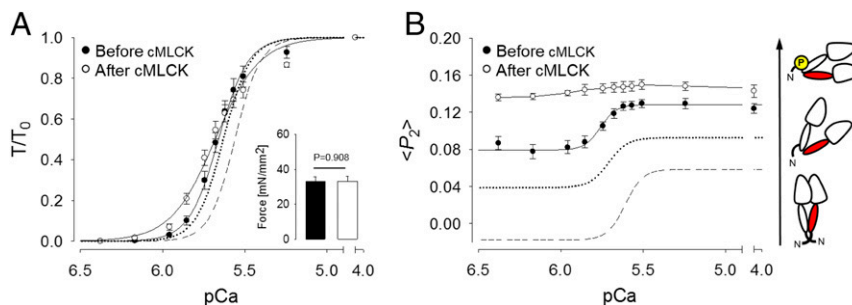 A
Before cMLCK
After cMLCK
T/T0
1.0
0.8
0.6
0.4
0.2
0.0
Force [mN/mm2]
60
40
20
0
P=0.908
6.5 6.0 5.5 5.0 4.0
pCa
B
Before cMLCK
After cMLCK
<P2>
0.20
0.16
0.12
0.08
0.04
0.00
6.5 6.0 5.5 5.0 4.0
pCa
P
N
N
N N